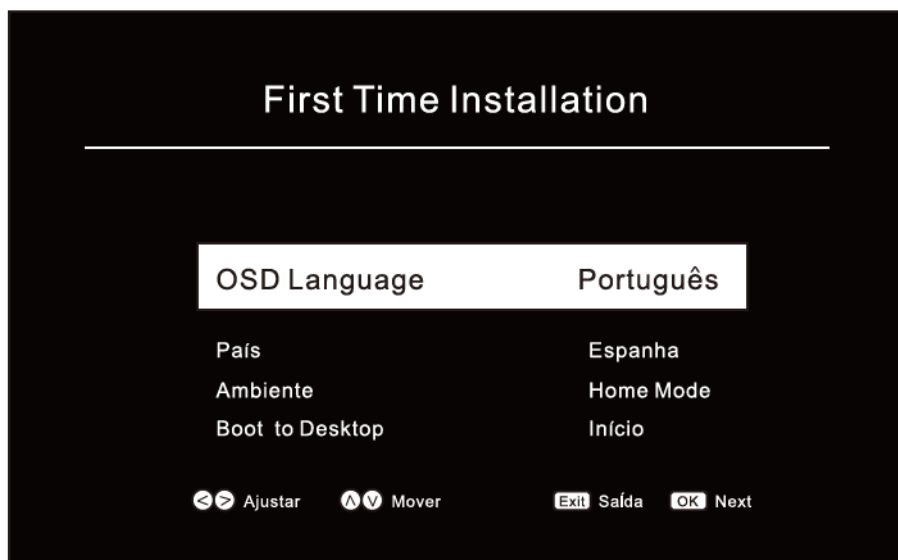 First Time Installation
OSD Language Português
País Espanha
Ambiente Home Mode
Boot to Desktop Início
Ajustar Mover Exit Saída OK Next